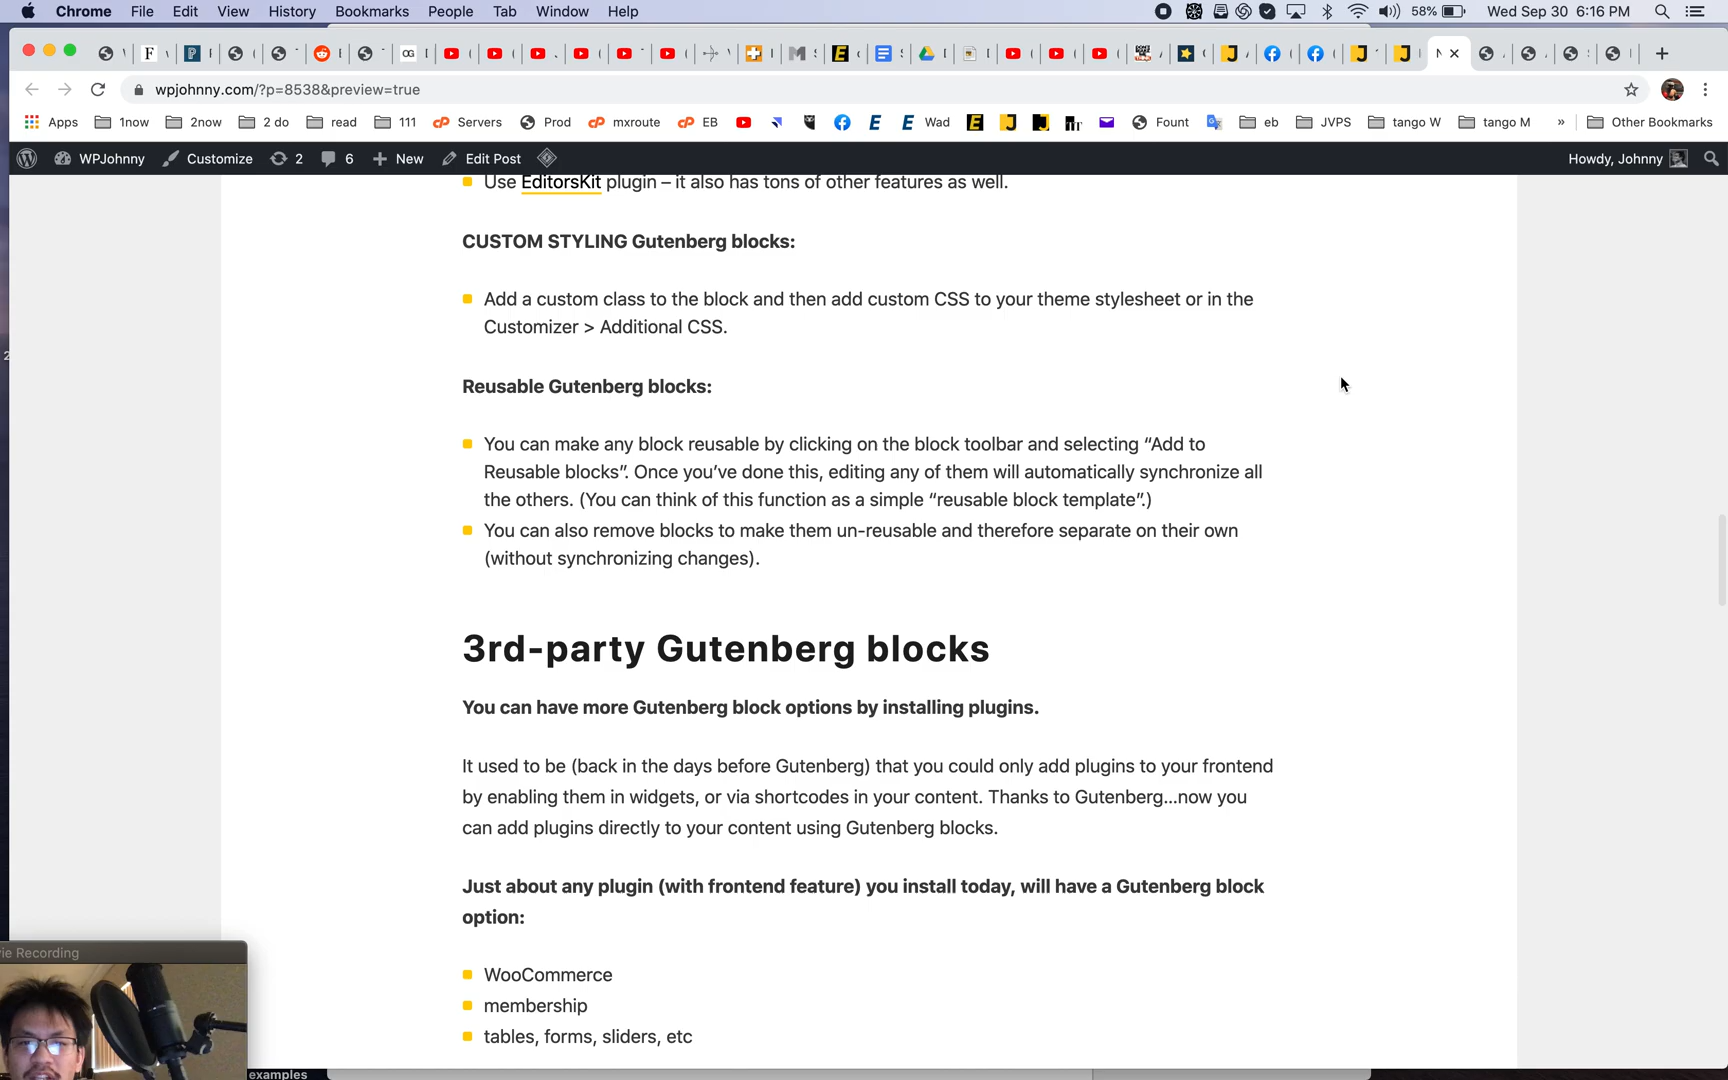 Chrome File Edit View History Bookmarks People Tab Window Help 58% Wed Sep 30 6:16 PM
wpjohnny.com/?p=8538&preview=true
Apps 1now 2now 2 do read 111 Servers Prod mxroute EB Wad Fount eb JVPS tango W tango M » Other Bookmarks
WPJohnny Customize 2 6 New Edit Post Howdy, Johnny
Use EditorsKit plugin – it also has tons of other features as well.
CUSTOM STYLING Gutenberg blocks:
Add a custom class to the block and then add custom CSS to your theme stylesheet or in the
Customizer > Additional CSS.
Reusable Gutenberg blocks:
You can make any block reusable by clicking on the block toolbar and selecting “Add to
Reusable blocks”. Once you’ve done this, editing any of them will automatically synchronize all
the others. (You can think of this function as a simple “reusable block template”.)
You can also remove blocks to make them un-reusable and therefore separate on their own
(without synchronizing changes).
3rd-party Gutenberg blocks
You can have more Gutenberg block options by installing plugins.
It used to be (back in the days before Gutenberg) that you could only add plugins to your frontend
by enabling them in widgets, or via shortcodes in your content. Thanks to Gutenberg...now you
can add plugins directly to your content using Gutenberg blocks.
Just about any plugin (with frontend feature) you install today, will have a Gutenberg block
option:
WooCommerce
membership
tables, forms, sliders, etc
ie Recording
examples